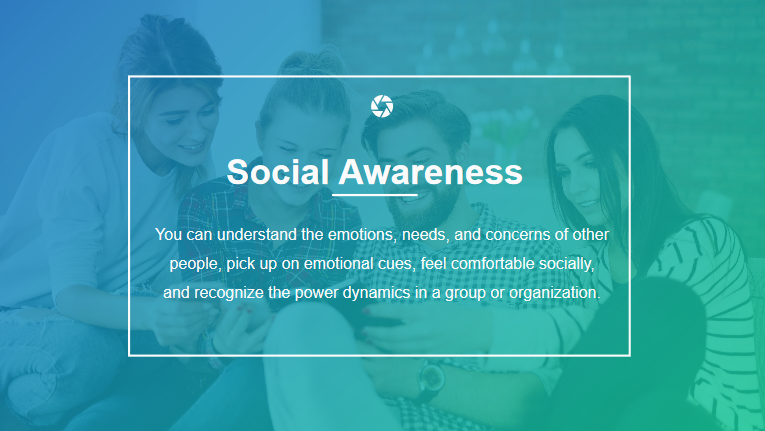 Social Awareness
You can understand the emotions, needs, and concerns of other
people, pick up on emotional cues, feel comfortable socially,
and recognize the power dynamics in a group or organization.